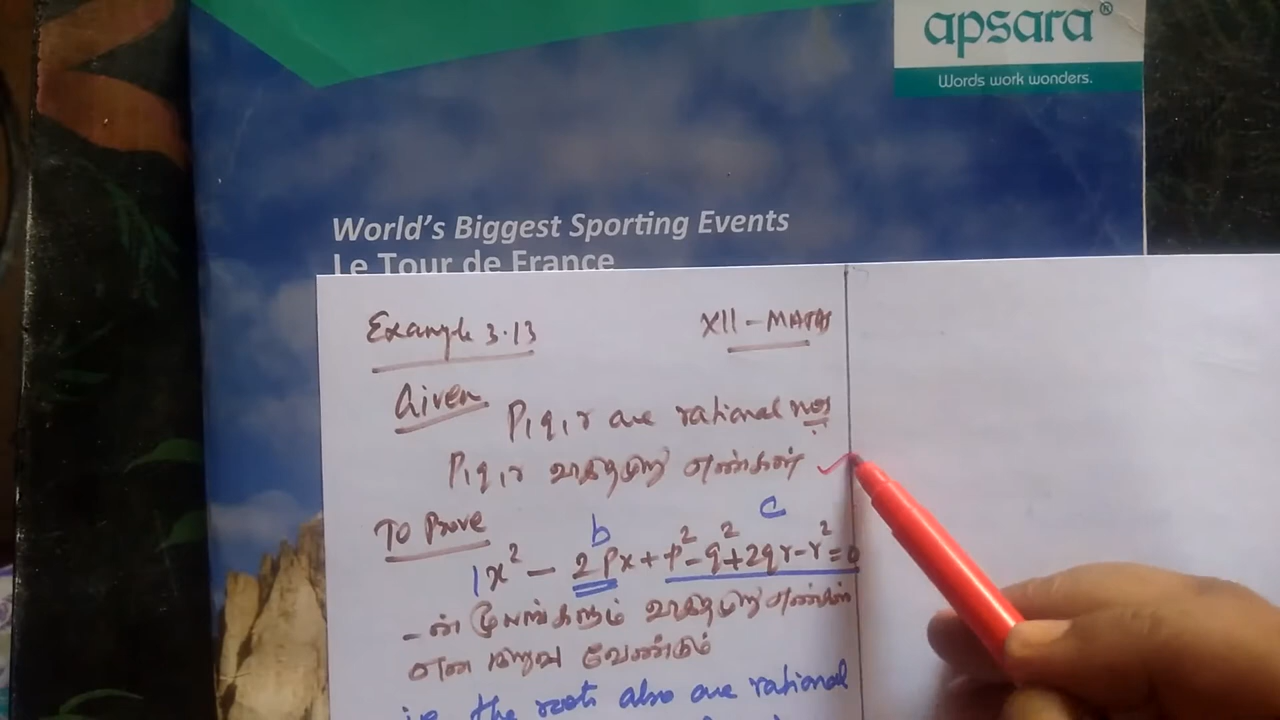 apsara®
Words work wonders.
World's Biggest Sporting Events
Le Tour de France
Example 3.13
XII - MATHS
Given
P, q, r are rational nos
P, q, r விகிதமுறு எண்கள் ✓
To Prove
b c
1x² - 2Px + P² - q² + 2qr - r² = 0
-ன் மூலங்களும் விகிதமுறு எண்கள்
என நிறுவ வேண்டும்
ie the roots also are rational